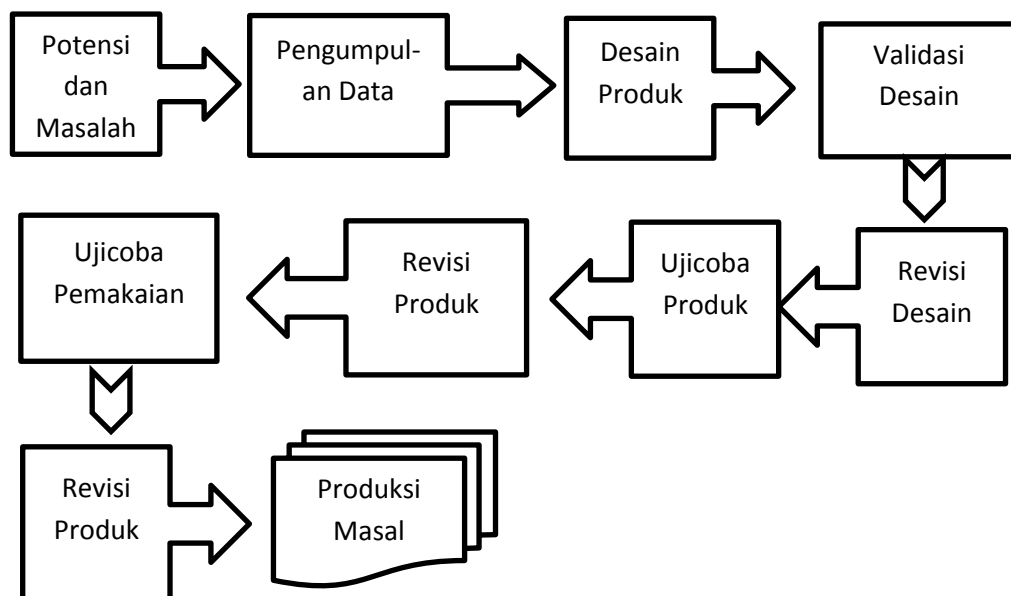 Potensi
dan
Masalah
Pengumpul-
an Data
Desain
Produk
Validasi
Desain
Revisi
Desain
Ujicoba
Produk
Revisi
Produk
Ujicoba
Pemakaian
Revisi
Produk
Produksi
Masal